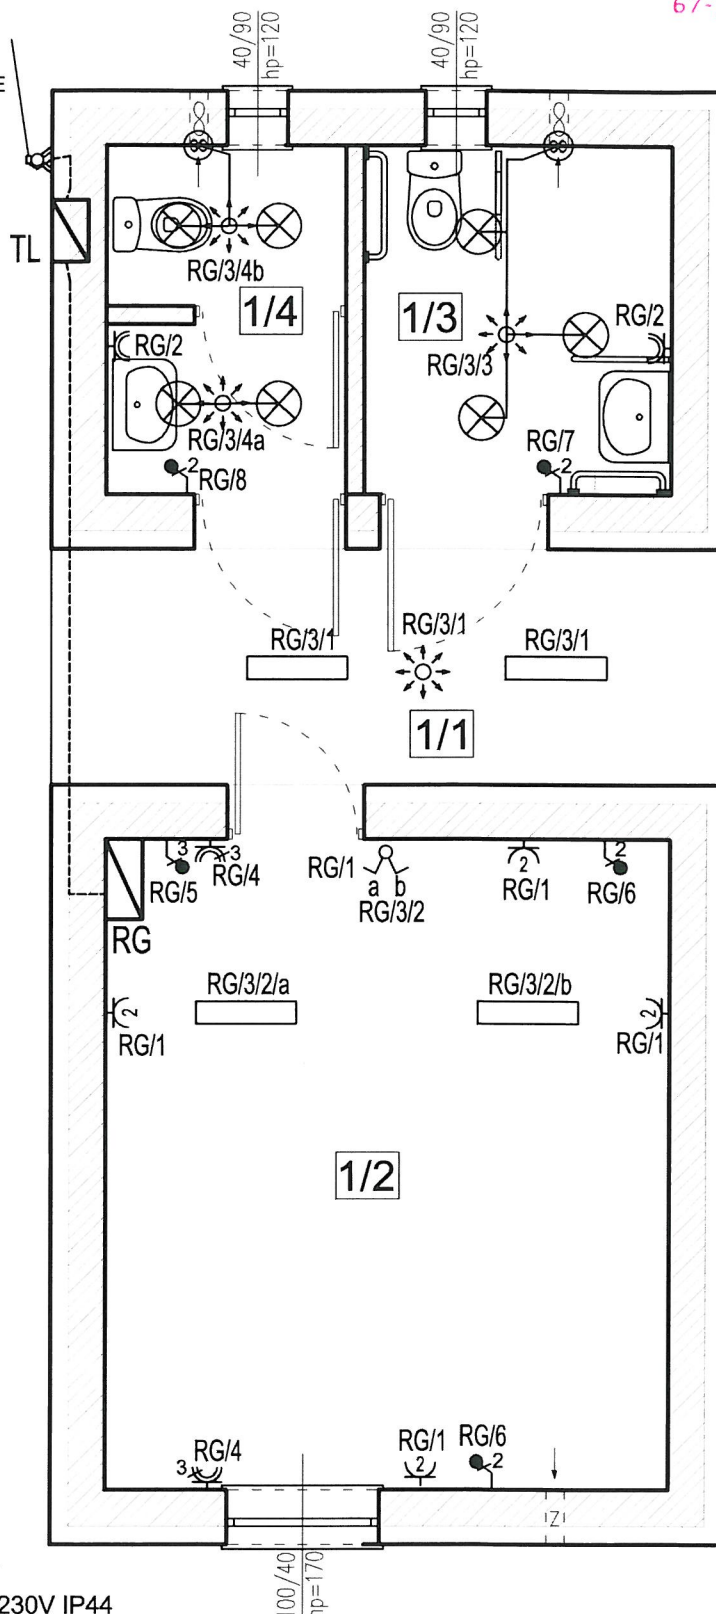 67-
40/90
hp=120
40/90
hp=120
E
TL
RG/3/4b
1/4
1/3
RG/2
RG/3/3
RG/2
RG/3/4a
2
RG/8
RG/7
2
RG/3/1
RG/3/1
RG/3/1
1/1
3
RG/5
3
RG/4
RG/1
a b
RG/3/2
2
RG/1
2
RG/6
RG
RG/3/2/a
RG/3/2/b
2
RG/1
2
RG/1
1/2
RG/4
3
RG/1
2
RG/6
2
Z
100/40
hp=170
230V IP44